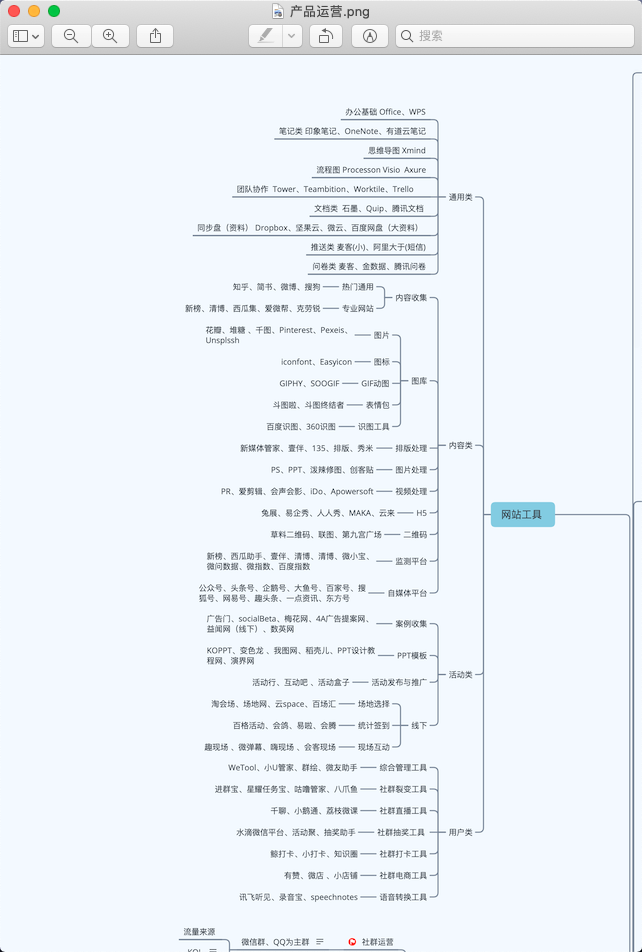 产品运营.png
搜索
办公基础 Office、WPS
笔记类 印象笔记、OneNote、有道云笔记
思维导图 Xmind
流程图 Processon Visio  Axure
团队协作  Tower、Teambition、Worktile、Trello
文档类  石墨、Quip、腾讯文档
同步盘（资料） Dropbox、坚果云、微云、百度网盘（大资料）
推送类 麦客(小)、阿里大于(短信)
问卷类 麦客、金数据、腾讯问卷
通用类
知乎、简书、微博、搜狗
热门通用
新榜、清博、西瓜集、爱微帮、克劳锐
专业网站
内容收集
花瓣、堆糖 、千图、Pinterest、Pexeis、
Unsplssh
图片
iconfont、Easyicon
图标
GIPHY、SOOGIF
GIF动图
斗图啦、斗图终结者
表情包
百度识图、360识图
识图工具
图库
新媒体管家、壹伴、135、排版、秀米
排版处理
PS、PPT、泼辣修图、创客贴
图片处理
PR、爱剪辑、会声会影、iDo、Apowersoft
视频处理
兔展、易企秀、人人秀、MAKA、云来
H5
草料二维码、联图、第九宫广场
二维码
新榜、西瓜助手、壹伴、清博、清博、微小宝、
微问数据、微指数、百度指数
监测平台
公众号、头条号、企鹅号、大鱼号、百家号、搜
狐号、网易号、趣头条、一点资讯、东方号
自媒体平台
内容类
网站工具
广告门、socialBeta、梅花网、4A广告提案网、
益闻网（线下）、数英网
案例收集
KOPPT、变色龙 、我图网、稻壳儿、PPT设计教
程网、演界网
PPT模板
活动行、互动吧 、活动盒子
活动发布与推广
淘会场、场地网、云space、百场汇
场地选择
百格活动、会鸽、易啦、会腾
统计签到
趣现场 、微弹幕、嗨现场 、会客现场
现场互动
线下
活动类
WeTool、小U管家、群绘、微友助手
综合管理工具
进群宝、星耀任务宝、咕噜管家、八爪鱼
社群裂变工具
千聊、小鹅通、荔枝微课
社群直播工具
水滴微信平台、活动聚、抽奖助手
社群抽奖工具
鲸打卡、小打卡、知识圈
社群打卡工具
有赞、微店 、小店铺
社群电商工具
讯飞听见、录音宝、speechnotes
语音转换工具
用户类
流量来源
微信群、QQ为主群
社群运营
KOL